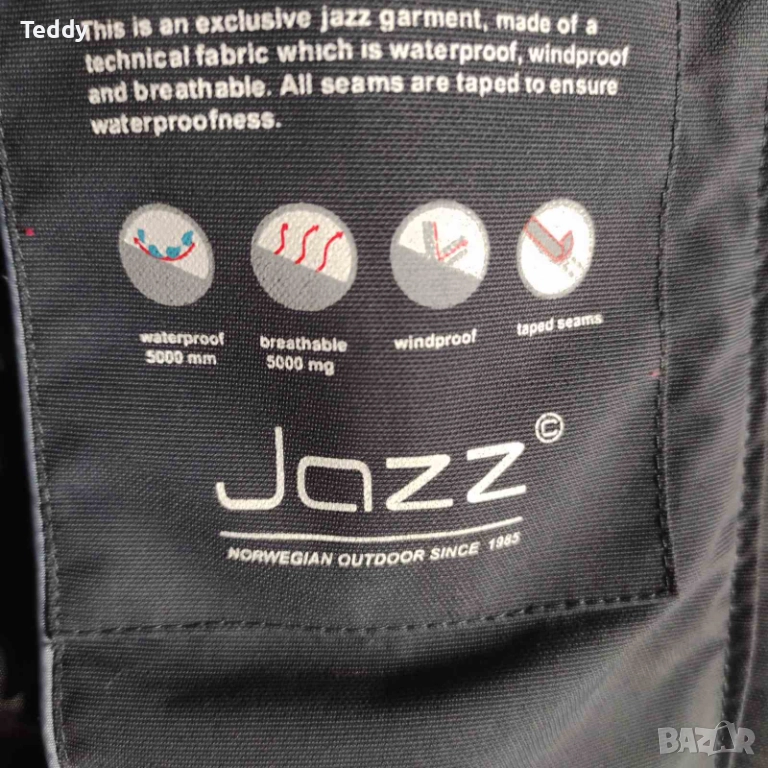 Teddy
This is an exclusive jazz garment, made of a
technical fabric which is waterproof, windproof
and breathable. All seams are taped to ensure
waterproofness.
waterproof
5000 mm
breathable
5000 mg
windproof
taped seams
Jazz©
NORWEGIAN OUTDOOR SINCE 1985
BAZAR